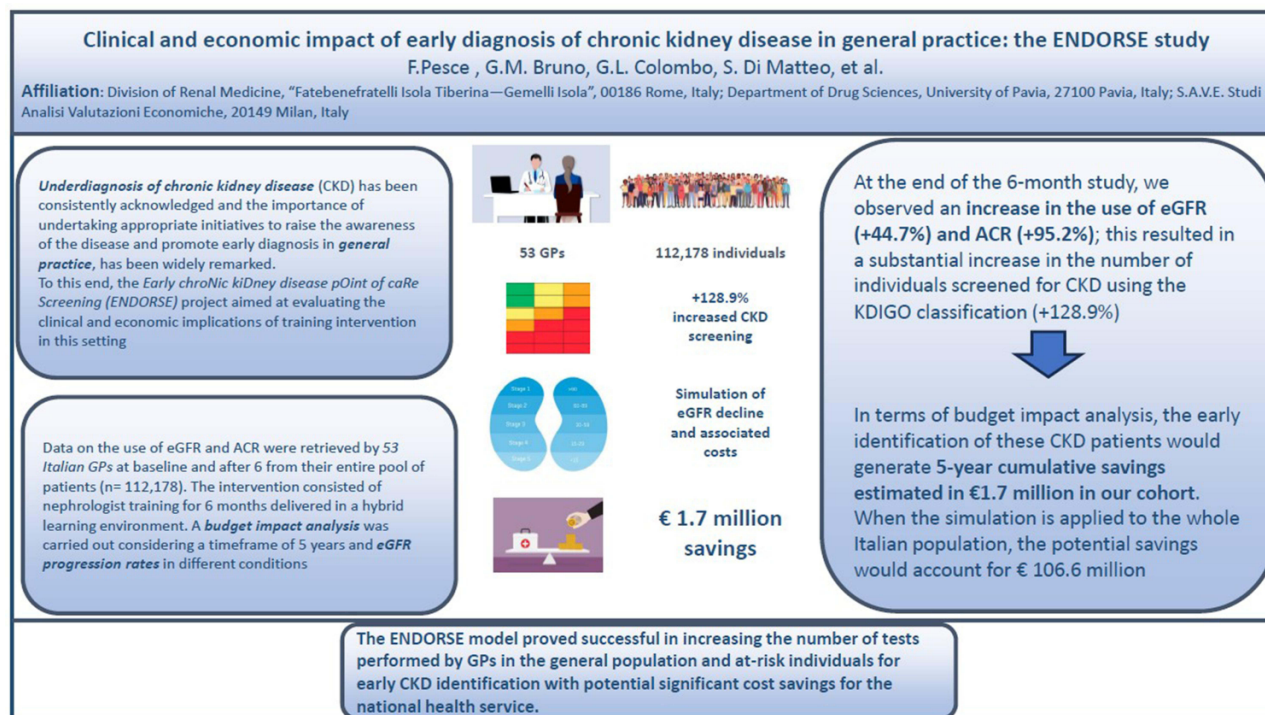 Clinical and economic impact of early diagnosis of chronic kidney disease in general practice: the ENDORSE study
F.Pesce , G.M. Bruno, G.L. Colombo, S. Di Matteo, et al.
Affiliation: Division of Renal Medicine, “Fatebenefratelli Isola Tiberina—Gemelli Isola”, 00186 Rome, Italy; Department of Drug Sciences, University of Pavia, 27100 Pavia, Italy; S.A.V.E. Studi
Analisi Valutazioni Economiche, 20149 Milan, Italy
Underdiagnosis of chronic kidney disease (CKD) has been
consistently acknowledged and the importance of
undertaking appropriate initiatives to raise the awareness
of the disease and promote early diagnosis in general
practice, has been widely remarked.
To this end, the Early chroNic kiDney disease pOint of caRe
Screening (ENDORSE) project aimed at evaluating the
clinical and economic implications of training intervention
in this setting
Data on the use of eGFR and ACR were retrieved by 53
Italian GPs at baseline and after 6 from their entire pool of
patients (n= 112,178). The intervention consisted of
nephrologist training for 6 months delivered in a hybrid
learning environment. A budget impact analysis was
carried out considering a timeframe of 5 years and eGFR
progression rates in different conditions
53 GPs
112,178 individuals
+128.9%
increased CKD
screening
Stage 1
Stage 2
Stage 3
Stage 4
Stage 5
Simulation of
eGFR decline
and associated
costs
€ 1.7 million
savings
At the end of the 6-month study, we
observed an increase in the use of eGFR
(+44.7%) and ACR (+95.2%); this resulted in
a substantial increase in the number of
individuals screened for CKD using the
KDIGO classification (+128.9%)
In terms of budget impact analysis, the early
identification of these CKD patients would
generate 5-year cumulative savings
estimated in €1.7 million in our cohort.
When the simulation is applied to the whole
Italian population, the potential savings
would account for € 106.6 million
The ENDORSE model proved successful in increasing the number of tests
performed by GPs in the general population and at-risk individuals for
early CKD identification with potential significant cost savings for the
national health service.